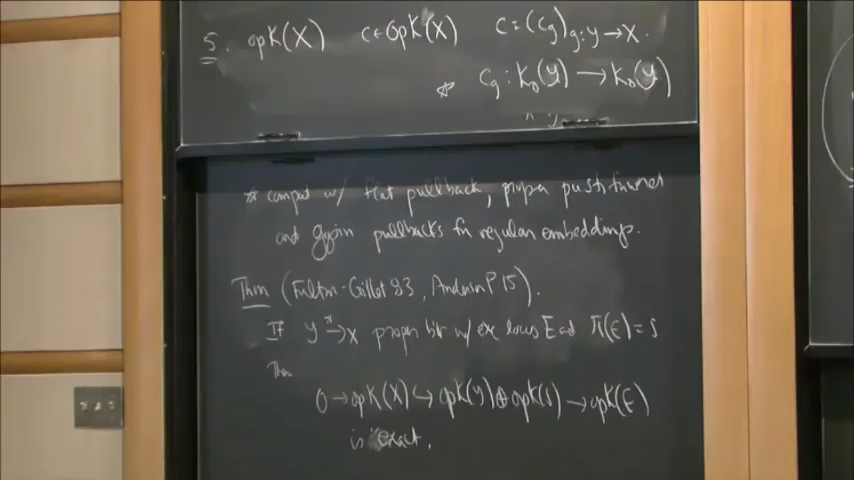 5. opK(X) c ∈ OpK(X) c = (c_g)_{g: y → X}.
* c_g : K_0(y) → K_0(y)
* compat w/ flat pullback, proper pushforward
and gysin pullbacks for regular embeddings.
Thm (Fulton-Gillet 83, Anderson P 15).
If y →^π X proper bir w/ exc locus E and π(E) = S
Then
0 → opK(X) ↪ opK(y) ⊕ opK(S) → opK(E)
is exact.